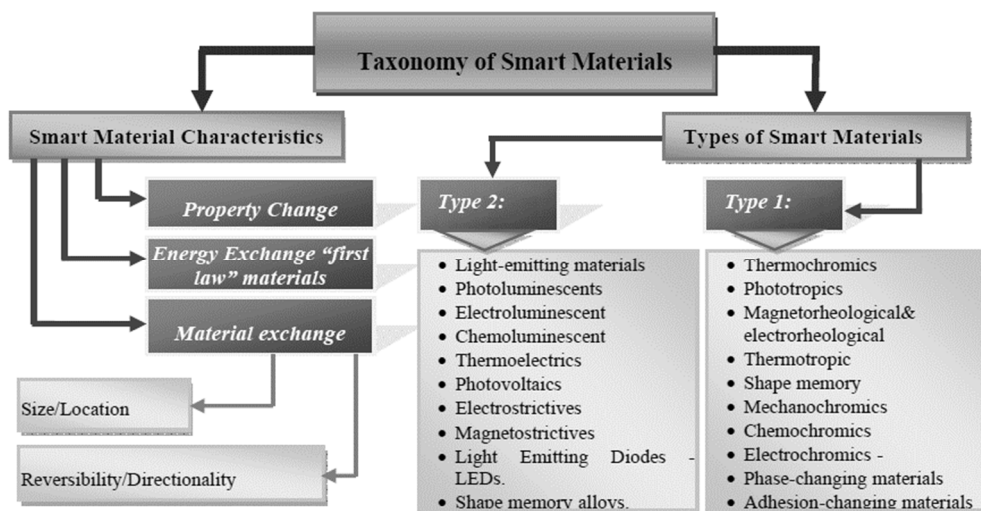 Taxonomy of Smart Materials
Smart Material Characteristics
Types of Smart Materials
Property Change
Energy Exchange “first
law” materials
Material exchange
Size/Location
Reversibility/Directionality
Type 2:
• Light-emitting materials
• Photoluminescents
• Electroluminescent
• Chemoluminescent
• Thermoelectrics
• Photovoltaics
• Electrostrictives
• Magnetostrictives
• Light Emitting Diodes -
LEDs.
• Shape memory alloys.
Type 1:
• Thermochromics
• Phototropics
• Magnetorheological&
electrorheological
• Thermotropic
• Shape memory
• Mechanochromics
• Chemochromics
• Electrochromics -
• Phase-changing materials
• Adhesion-changing materials